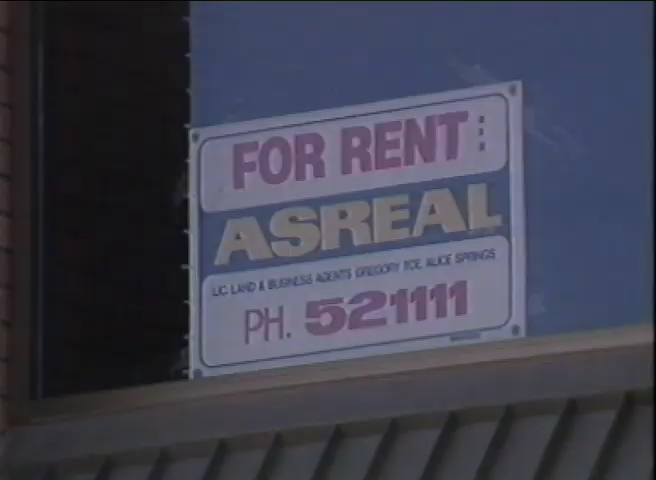 FOR RENT:
ASREAL
LIC. LAND & BUSINESS AGENTS GREGORY TCE. ALICE SPRINGS
PH. 521111